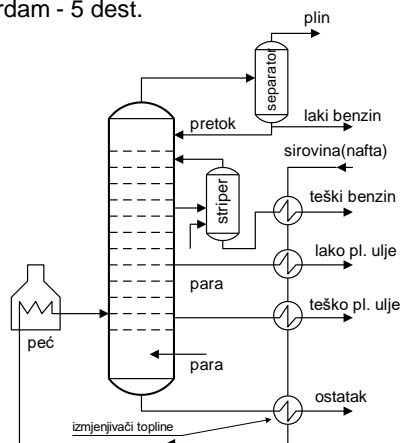 rdam - 5 dest.
plin
separator
laki benzin
pretok
sirovina(nafta)
striper
teški benzin
lako pl. ulje
para
teško pl. ulje
peć
para
ostatak
izmjenjivači topline